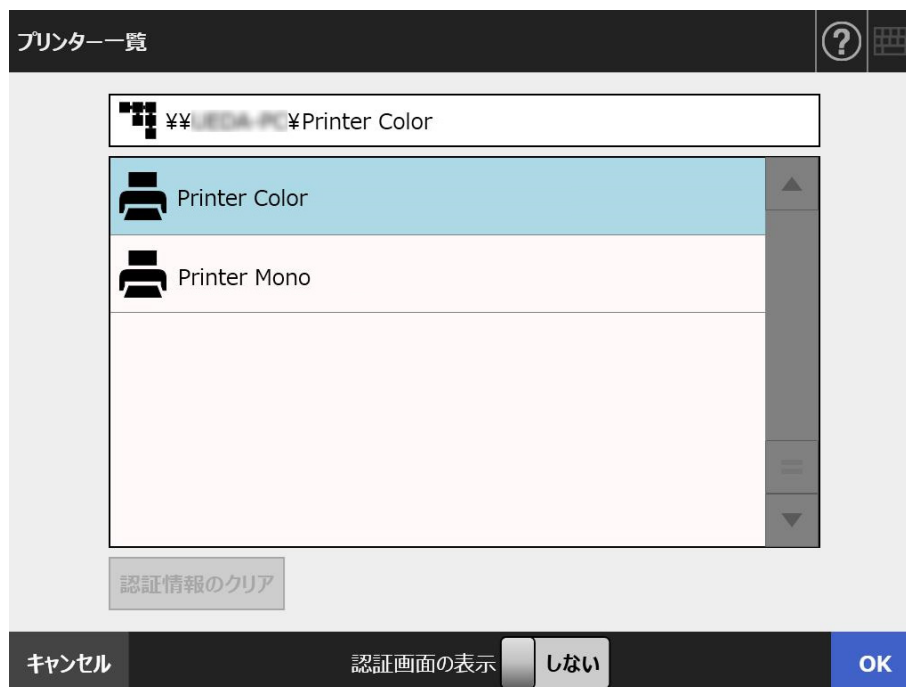 プリンター一覧
?
¥¥ ¥Printer Color
Printer Color
Printer Mono
認証情報のクリア
キャンセル
認証画面の表示 しない
OK